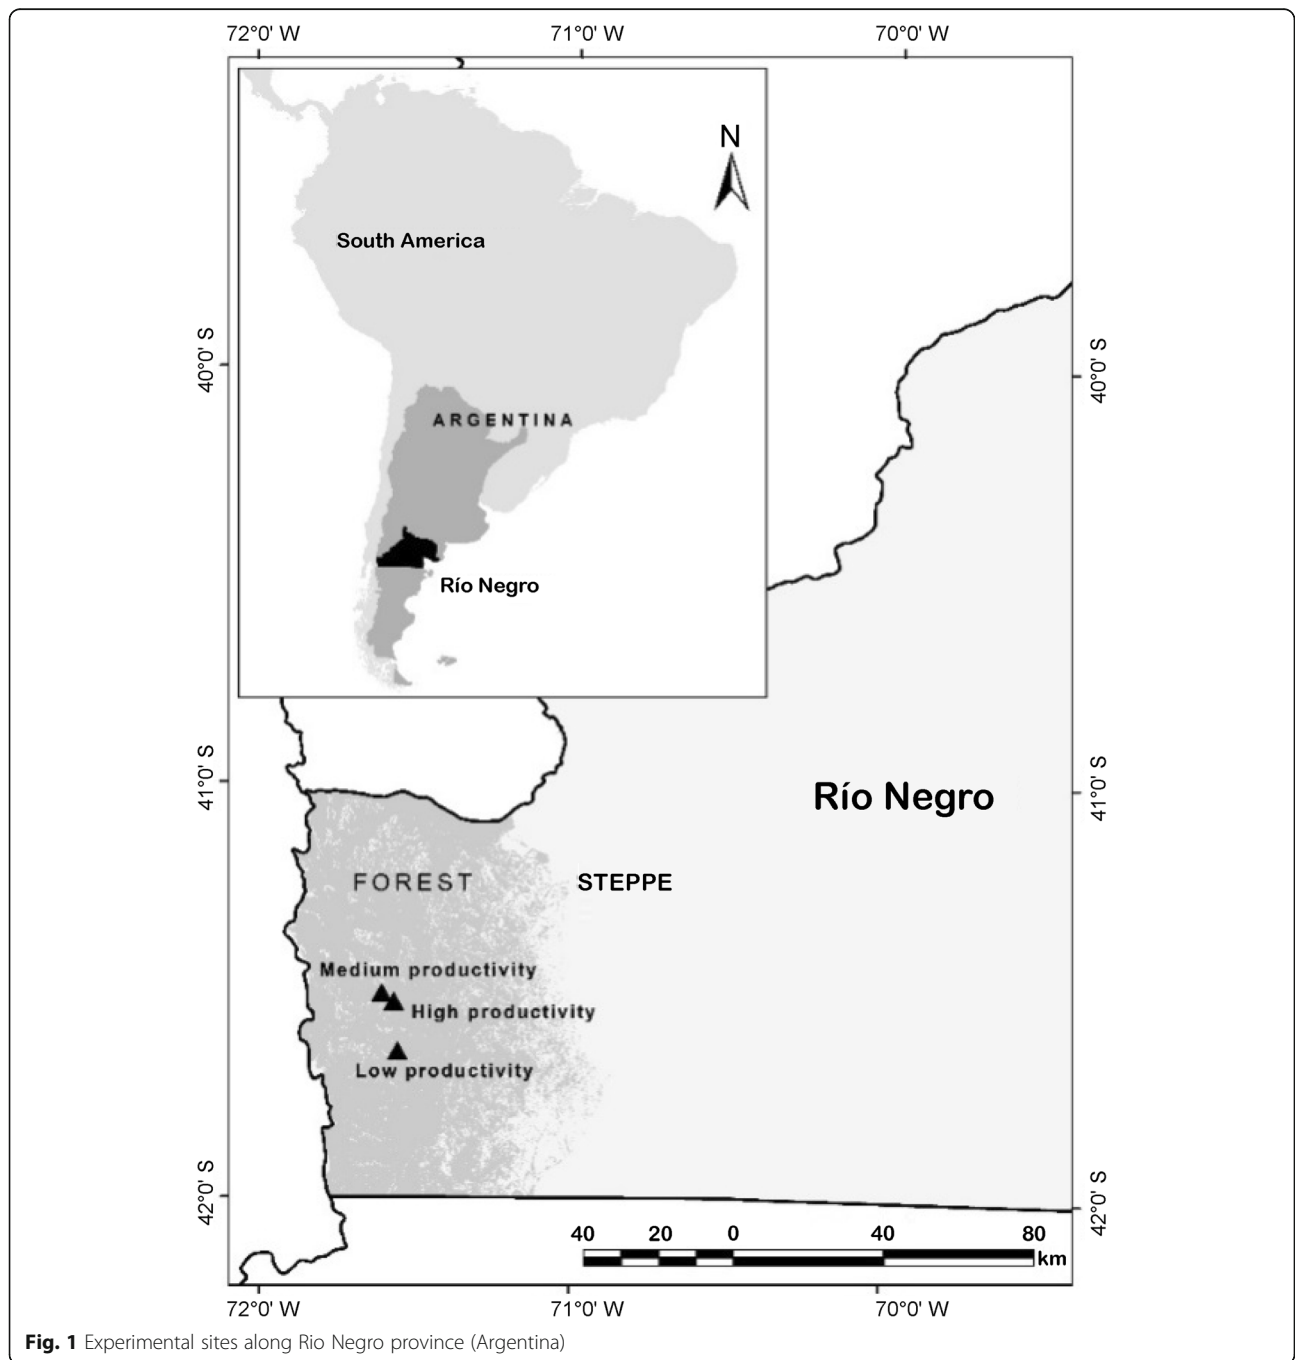 72°0' W 71°0' W 70°0' W
N
South America
40°0' S
40°0' S
ARGENTINA
Río Negro
41°0' S
41°0' S
Río Negro
FOREST
STEPPE
Medium productivity
High productivity
Low productivity
42°0' S
42°0' S
40 20 0 40 80
km
72°0' W 71°0' W 70°0' W
Fig. 1 Experimental sites along Rio Negro province (Argentina)